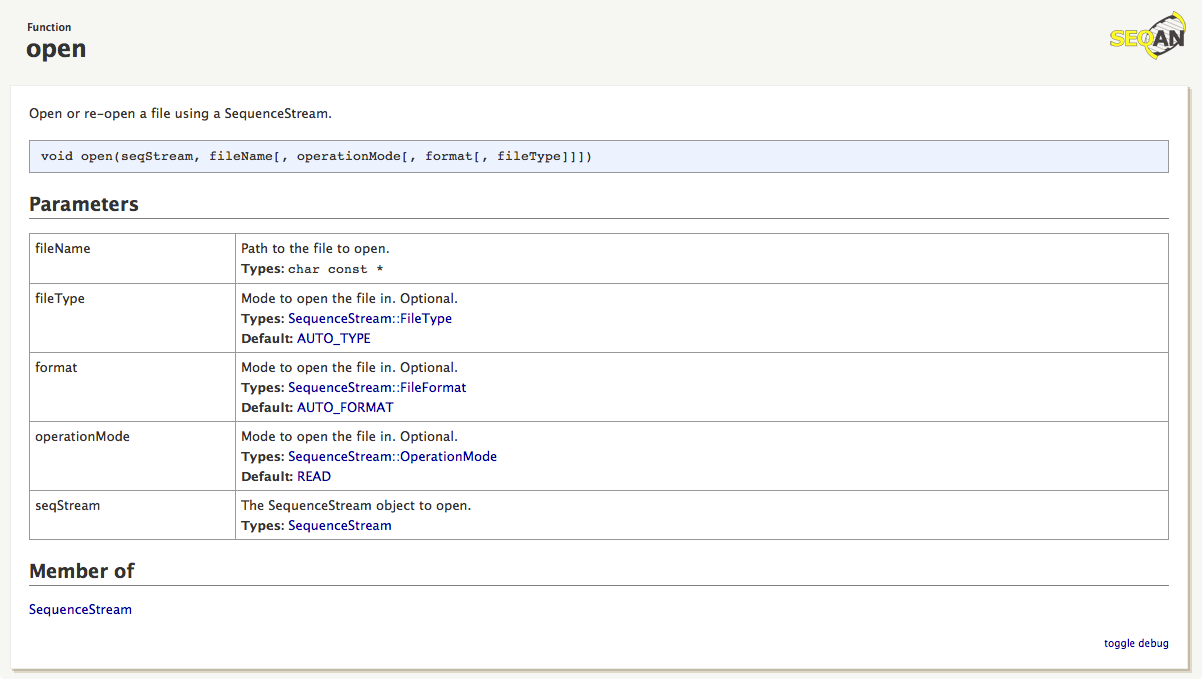 Function
open
SEQAN
Open or re-open a file using a SequenceStream.
void open(seqStream, fileName[, operationMode[, format[, fileType]]])
Parameters
fileName
Path to the file to open.
Types: char const *
fileType
Mode to open the file in. Optional.
Types: SequenceStream::FileType
Default: AUTO_TYPE
format
Mode to open the file in. Optional.
Types: SequenceStream::FileFormat
Default: AUTO_FORMAT
operationMode
Mode to open the file in. Optional.
Types: SequenceStream::OperationMode
Default: READ
seqStream
The SequenceStream object to open.
Types: SequenceStream
Member of
SequenceStream
toggle debug